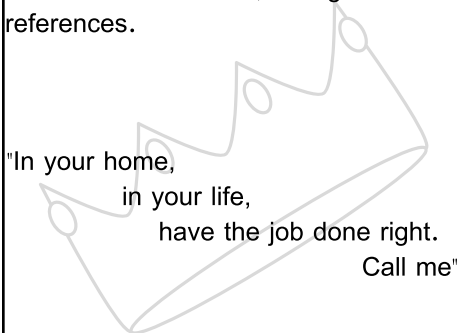 references.
"In your home,
in your life,
have the job done right.
Call me"